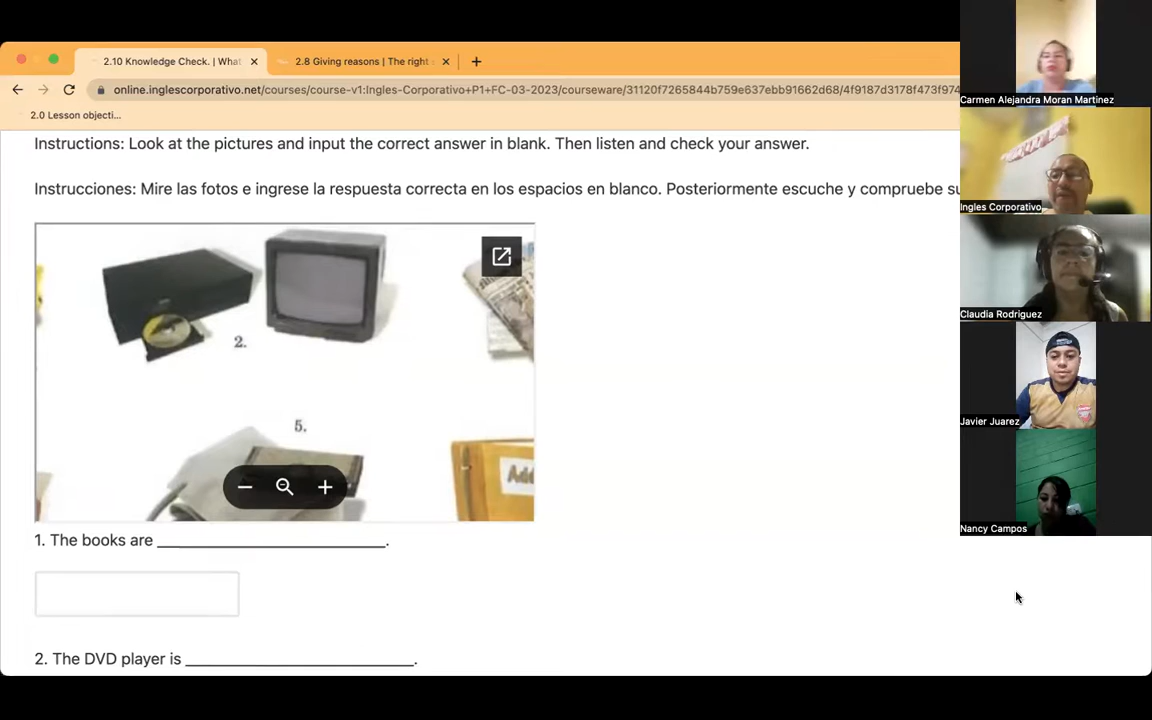 2.10 Knowledge Check. | What
2.8 Giving reasons | The right
online.inglescorporativo.net/courses/course-v1:Ingles-Corporativo+P1+FC-03-2023/courseware/31120f7265844b759e637ebb91662d68/4f9187d3178f473f974
2.0 Lesson objecti...
Instructions: Look at the pictures and input the correct answer in blank. Then listen and check your answer.
Instrucciones: Mire las fotos e ingrese la respuesta correcta en los espacios en blanco. Posteriormente escuche y compruebe su
2.
5.
Add
1. The books are _________________________.
2. The DVD player is _________________________.
Carmen Alejandra Moran Martinez
Ingles Corporativo
Claudia Rodriguez
Javier Juarez
Nancy Campos